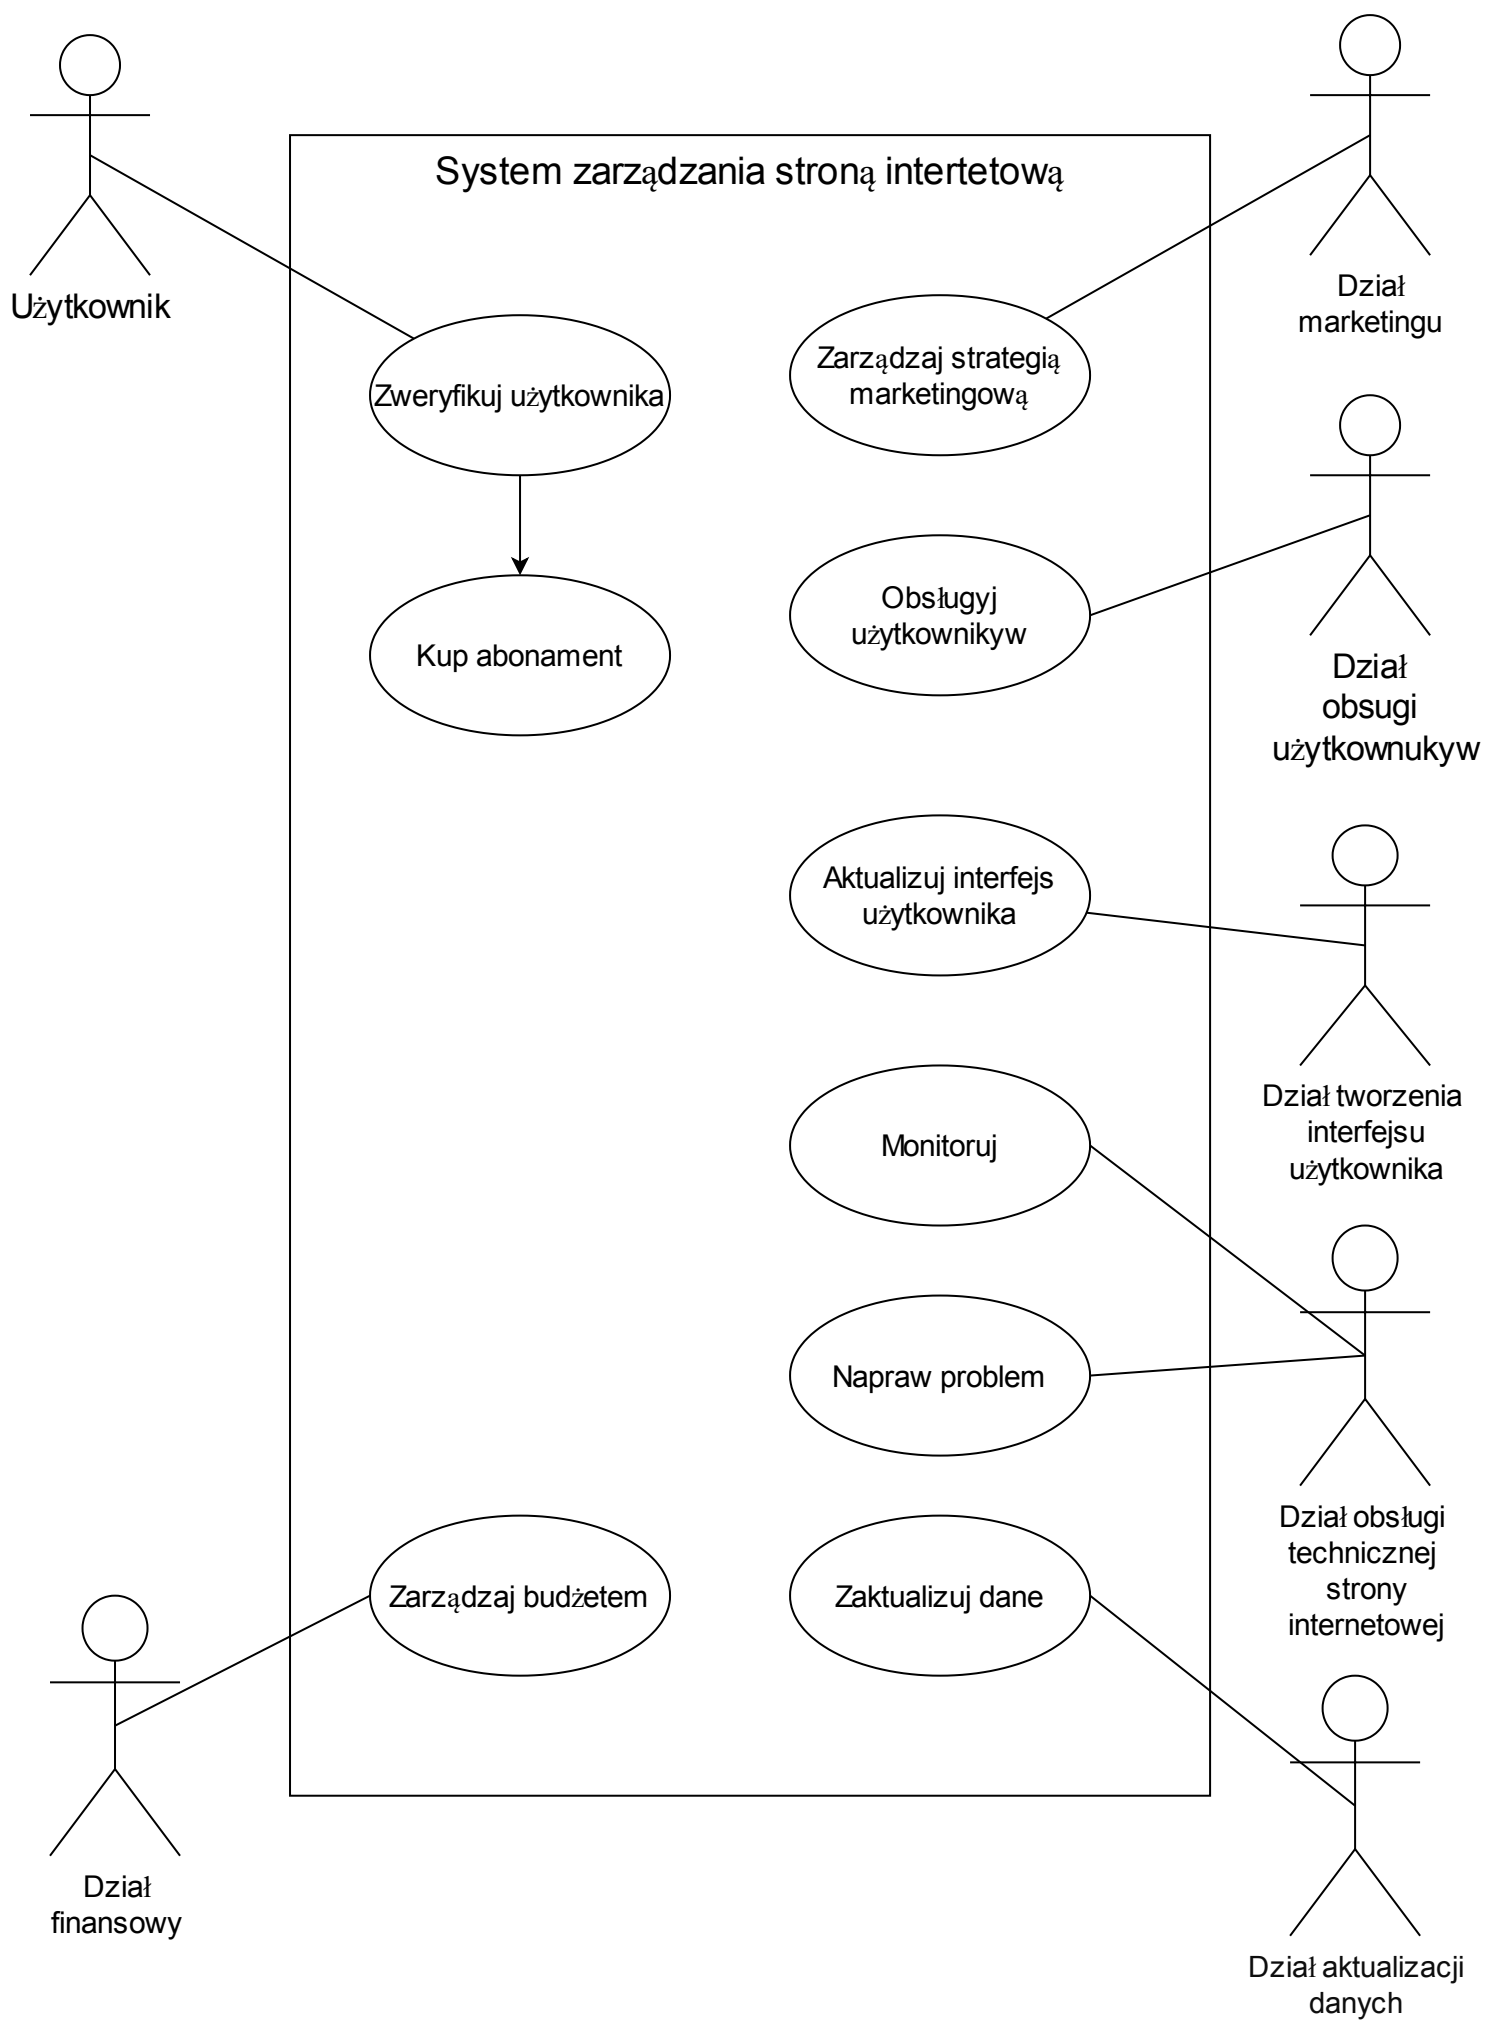 System zarządzania stroną intertetową
Użytkownik
Dział
marketingu
Zweryfikuj użytkownika
Zarządzaj strategią
marketingową
Kup abonament
Obsługyj
użytkownikyw
Dział
obsugi
użytkownukyw
Aktualizuj interfejs
użytkownika
Dział tworzenia
interfejsu
użytkownika
Monitoruj
Napraw problem
Dział obsługi
technicznej
strony
internetowej
Zarządzaj budżetem
Zaktualizuj dane
Dział
finansowy
Dział aktualizacji
danych